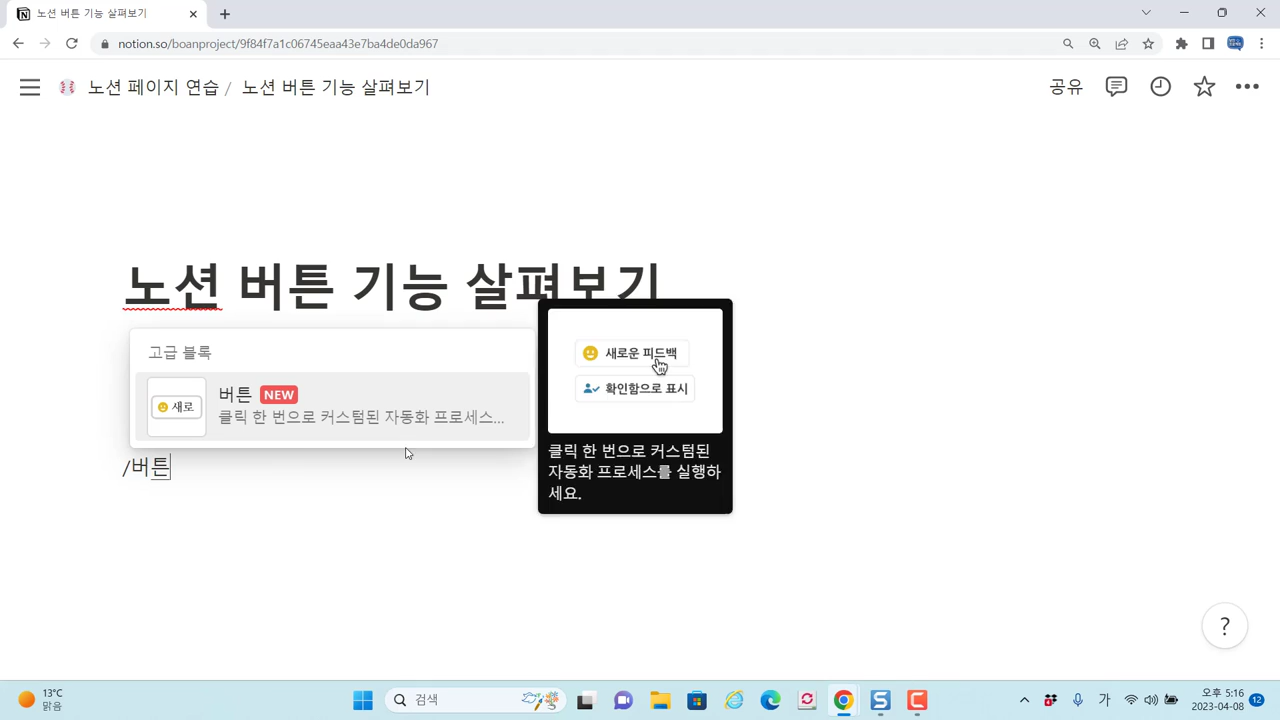 노션 버튼 기능 살펴보기
notion.so/boanproject/9f84f7a1c06745eaa43e7ba4de0da967
노션 페이지 연습 / 노션 버튼 기능 살펴보기
공유
노션 버튼 기능 살펴보기
고급 블록
새로
버튼 NEW
클릭 한 번으로 커스텀된 자동화 프로세스...
/버튼
새로운 피드백
확인함으로 표시
클릭 한 번으로 커스텀된
자동화 프로세스를 실행하
세요.
?
13°C
맑음
검색
가
오후 5:16
2023-04-08
12